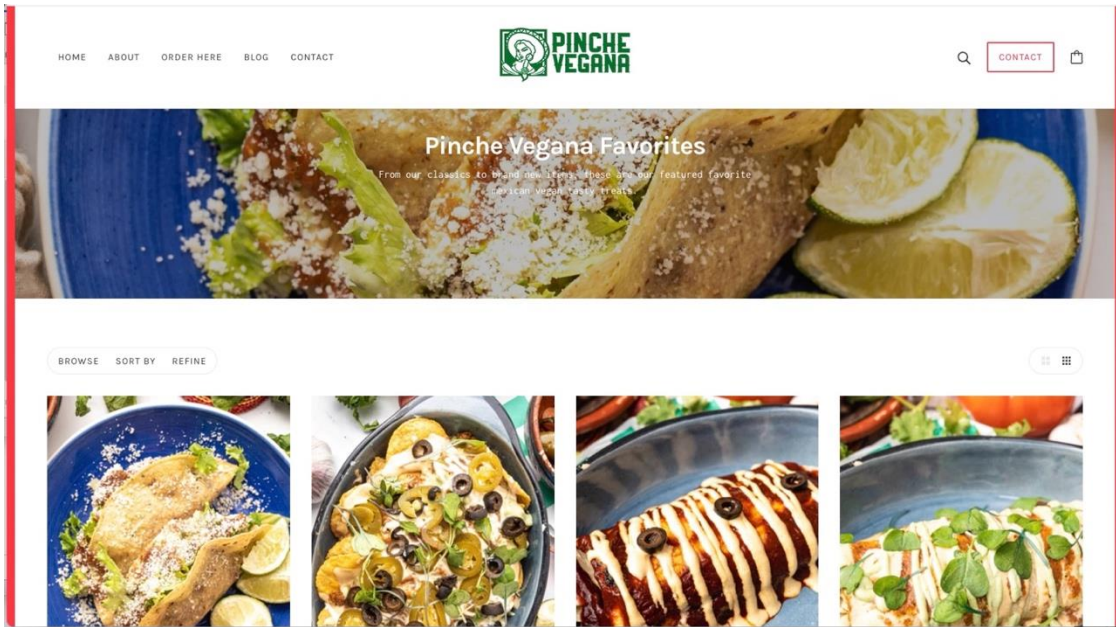 HOME ABOUT ORDER HERE BLOG CONTACT
PINCHE
VEGANA
CONTACT
Pinche Vegana Favorites
From our classics to brand new items, these are our featured favorite
mexican vegan tasty treats.
BROWSE SORT BY REFINE